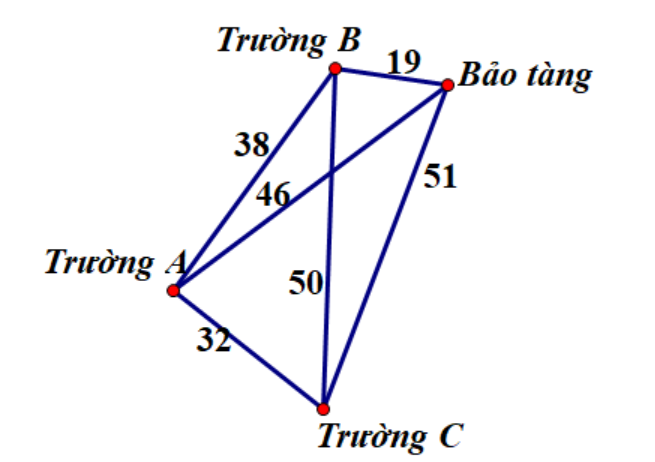 Trường B
19
Bảo tàng
38
46
51
Trường A
50
32
Trường C